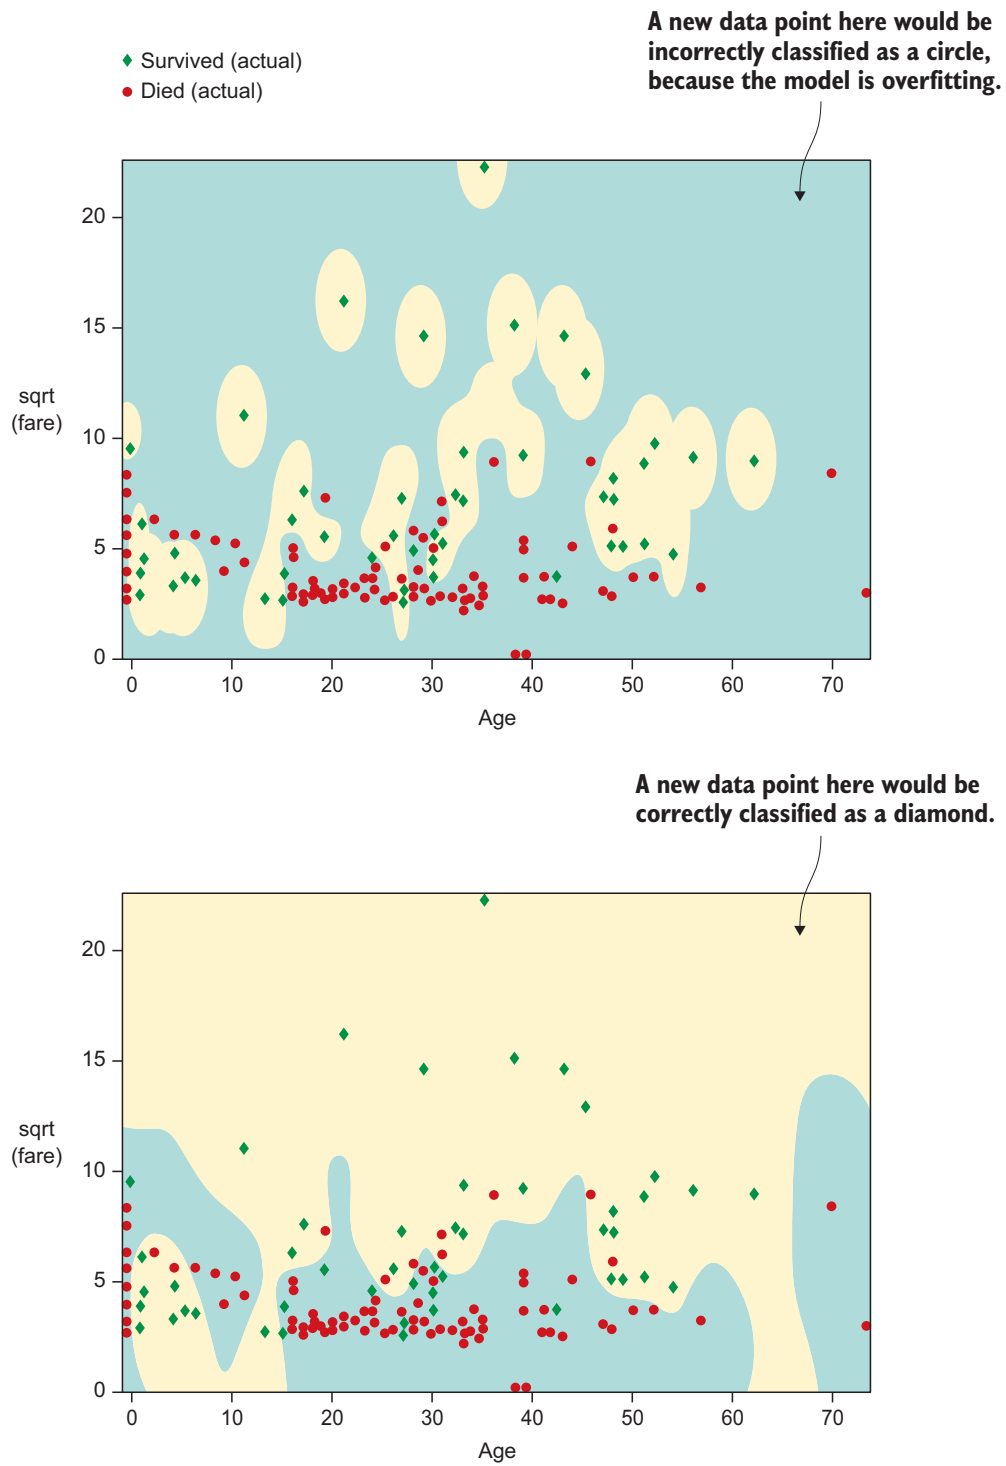 A new data point here would be
incorrectly classified as a circle,
because the model is overfitting.
Survived (actual)
Died (actual)
20
15
sqrt
(fare)
10
5
0
0 10 20 30 40 50 60 70
Age
A new data point here would be
correctly classified as a diamond.
20
15
sqrt
(fare)
10
5
0
0 10 20 30 40 50 60 70
Age